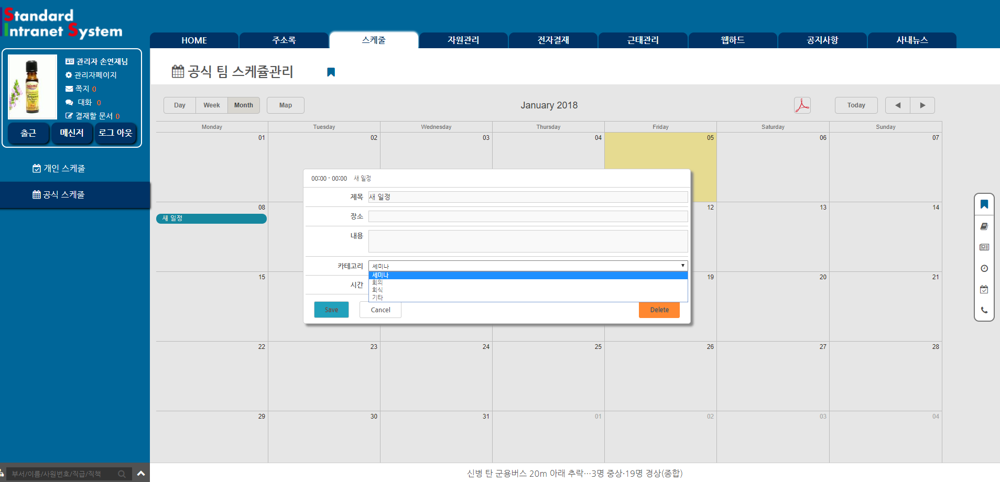 Standard
Intranet System
HOME
주소록
스케줄
자원관리
전자결재
근태관리
웹하드
공지사항
사내뉴스
관리자 손연재님
관리자페이지
쪽지 0
대화 0
결재할 문서 0
출근
메신저
로그 아웃
개인 스케줄
공식 스케줄
공식 팀 스케쥴관리
Day
Week
Month
Map
January 2018
Today
Monday
Tuesday
Wednesday
Thursday
Friday
Saturday
Sunday
01
02
03
04
05
06
07
08
12
13
14
새 일정
15
19
20
21
22
23
24
25
26
27
28
29
30
31
01
02
03
04
00:00 - 00:00 새 일정
제목
새 일정
장소
내용
카테고리
세미나
세미나
회의
회식
기타
시간
Save
Cancel
Delete
부서/이름/사원번호/직급/직책
신병 탄 군용버스 20m 아래 추락…3명 중상·19명 경상(종합)